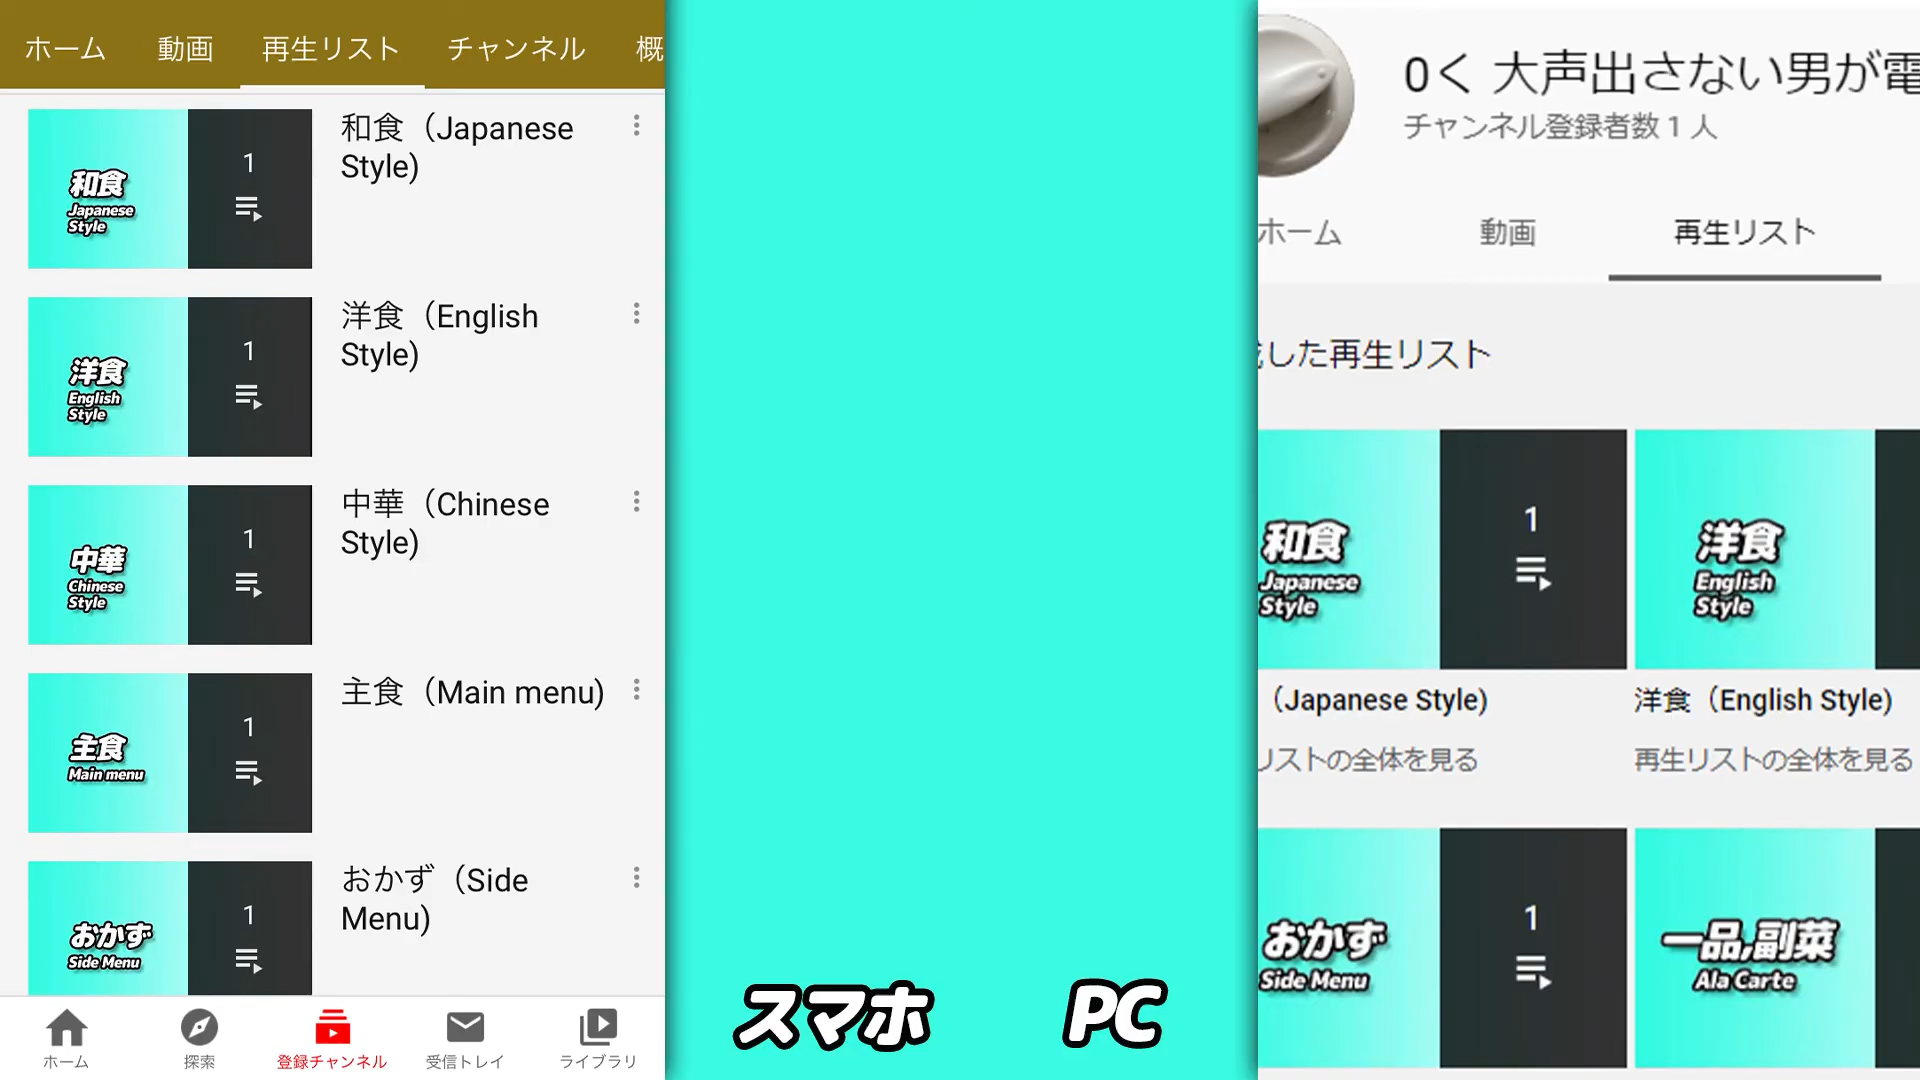 ホーム 動画 再生リスト チャンネル 概
和食
Japanese
Style
1
和食（Japanese
Style)
洋食
English
Style
1
洋食（English
Style)
中華
Chinese
Style
1
中華（Chinese
Style)
主食
Main menu
1
主食（Main menu)
おかず
Side Menu
1
おかず（Side
Menu)
ホーム 探索 登録チャンネル 受信トレイ ライブラリ
スマホ PC
0く 大声出さない男が電
チャンネル登録者数 1 人
ホーム 動画 再生リスト
した再生リスト
和食
Japanese
Style
1
洋食
English
Style
（Japanese Style)
洋食（English Style)
リストの全体を見る
再生リストの全体を見る
おかず
Side Menu
1
一品,副菜
Ala Carte